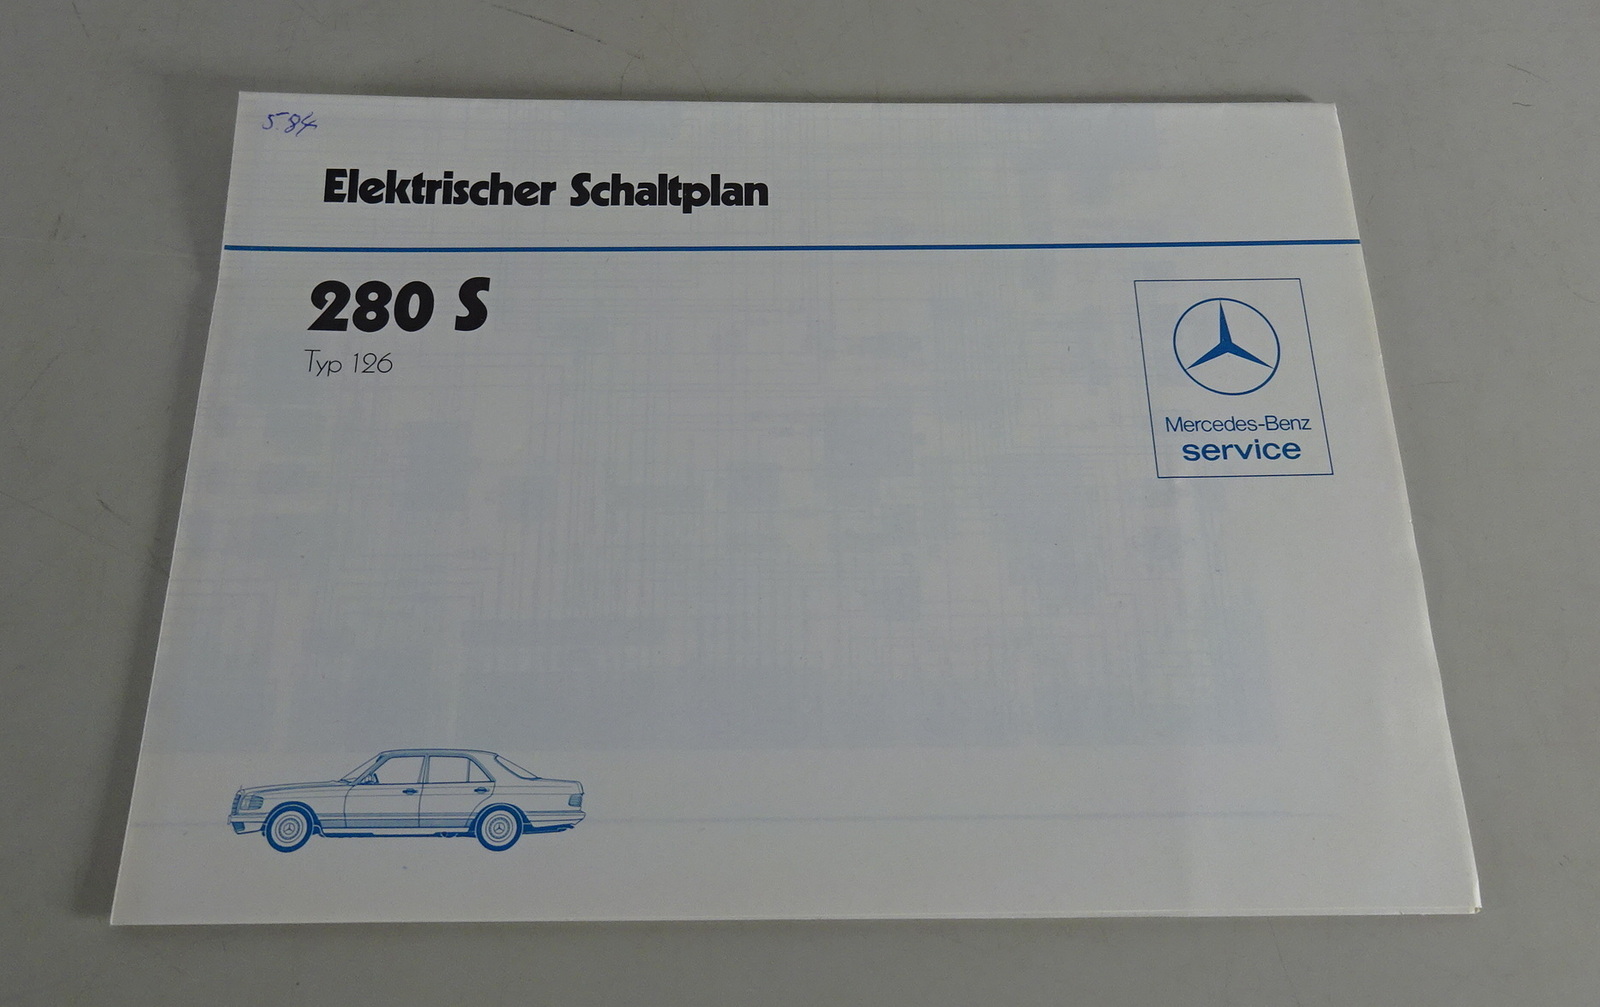 5.84
Elektrischer Schaltplan
280 S
Typ 126
Mercedes-Benz
service